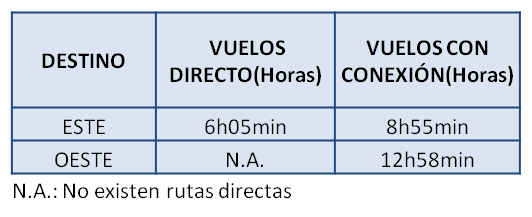 DESTINO VUELOS DIRECTO(Horas) VUELOS CON CONEXIÓN(Horas)
ESTE 6h05min 8h55min
OESTE N.A. 12h58min
N.A.: No existen rutas directas